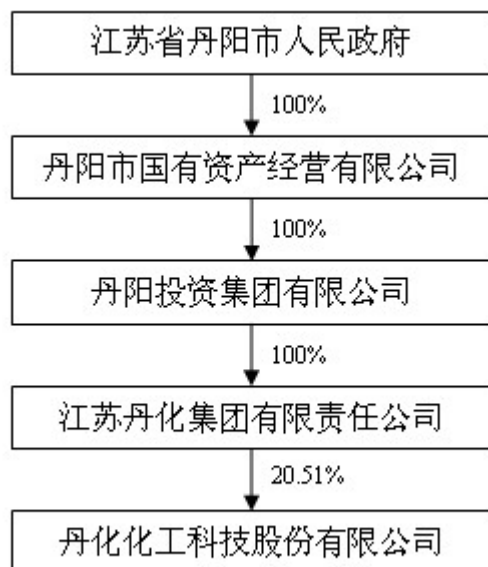 江苏省丹阳市人民政府
100%
丹阳市国有资产经营有限公司
100%
丹阳投资集团有限公司
100%
江苏丹化集团有限责任公司
20.51%
丹化化工科技股份有限公司